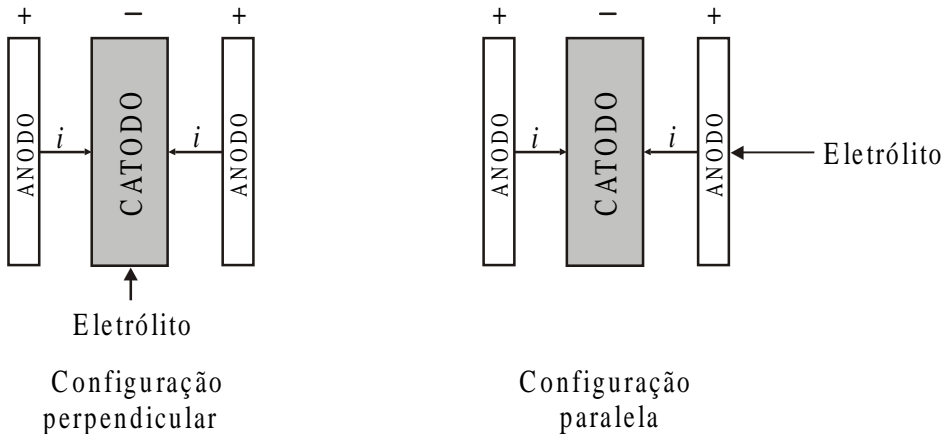 + − +
ANODO
i
CATODO
i
ANODO
Eletrólito
Configuração
perpendicular
+ − +
ANODO
i
CATODO
i
ANODO
Eletrólito
Configuração
paralela